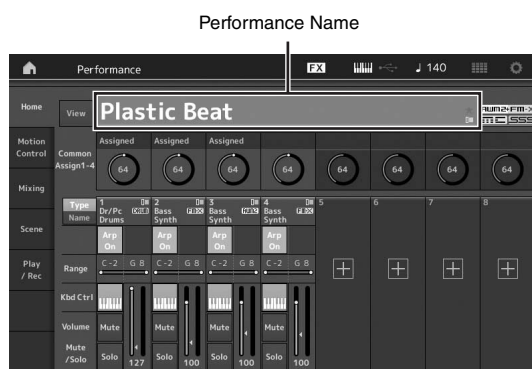 Performance Name
Performance FX 140
Home View Plastic Beat AWM2+FM-X
MC SSS
Motion Control Common Assign1-4 Assigned Assigned Assigned
64 64 64 64 64 64 64 64
Mixing
Type 1 2 3 4 5 6 7 8
Name Dr/Pc Bass Bass Bass
Drums Synth Synth Synth
Scene Arp On Arp On Arp On Arp On
Play / Rec Range C -2 G 8 C -2 G 8 C -2 G 8 C -2 G 8
Kbd Ctrl
Volume Mute Mute Mute Mute
Mute /Solo Solo 127 Solo 100 Solo 100 Solo 100